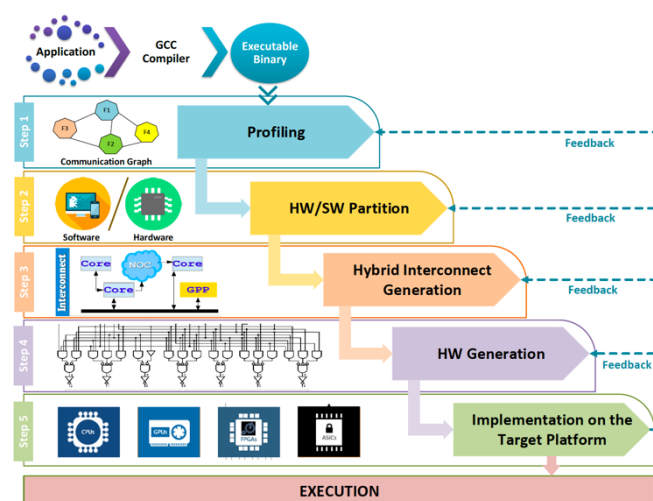 Application
GCC
Compiler
Executable
Binary
Step 1
F1
F3
F4
F2
Communication Graph
Profiling
Feedback
Step 2
Software
Hardware
HW/SW Partition
Feedback
Step 3
Interconnect
Core
NOC
Core
Core
GPP
Hybrid Interconnect
Generation
Feedback
Step 4
HW Generation
Feedback
Step 5
CPUs
GPUs
FPGAs
ASICs
Implementation on the
Target Platform
EXECUTION